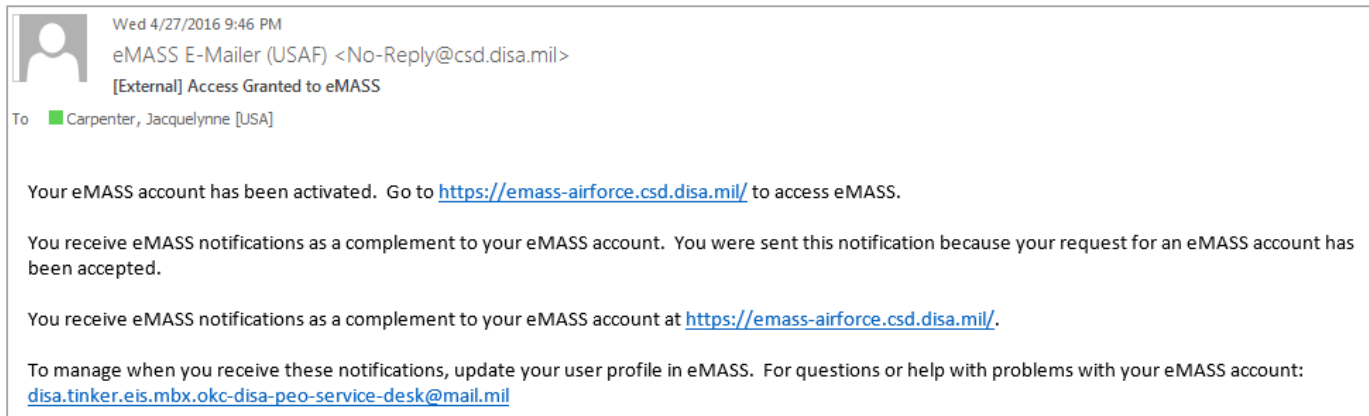 Wed 4/27/2016 9:46 PM
eMASS E-Mailer (USAF) <No-Reply@csd.disa.mil>
[External] Access Granted to eMASS
To Carpenter, Jacquelynne [USA]
Your eMASS account has been activated.  Go to https://emass-airforce.csd.disa.mil/ to access eMASS.
You receive eMASS notifications as a complement to your eMASS account.  You were sent this notification because your request for an eMASS account has
been accepted.
You receive eMASS notifications as a complement to your eMASS account at https://emass-airforce.csd.disa.mil/.
To manage when you receive these notifications, update your user profile in eMASS.  For questions or help with problems with your eMASS account:
disa.tinker.eis.mbx.okc-disa-peo-service-desk@mail.mil